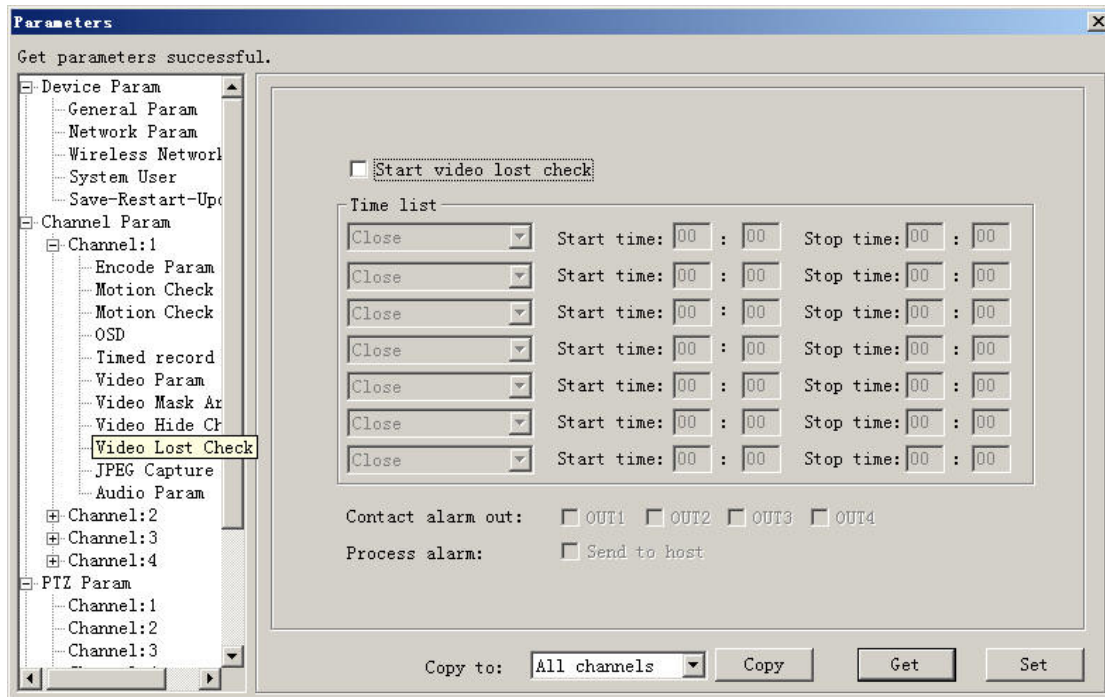 Parameters
Get parameters successful.
Device Param
General Param
Network Param
Wireless Network
System User
Save-Restart-Upd
Channel Param
Channel:1
Encode Param
Motion Check
Motion Check
OSD
Timed record
Video Param
Video Mask Ar
Video Hide Ch
Video Lost Check
JPEG Capture
Audio Param
Channel:2
Channel:3
Channel:4
PTZ Param
Channel:1
Channel:2
Channel:3
Start video lost check
Time list
Close Start time: 00 : 00 Stop time: 00 : 00
Close Start time: 00 : 00 Stop time: 00 : 00
Close Start time: 00 : 00 Stop time: 00 : 00
Close Start time: 00 : 00 Stop time: 00 : 00
Close Start time: 00 : 00 Stop time: 00 : 00
Close Start time: 00 : 00 Stop time: 00 : 00
Close Start time: 00 : 00 Stop time: 00 : 00
Contact alarm out: OUT1 OUT2 OUT3 OUT4
Process alarm: Send to host
Copy to: All channels Copy Get Set